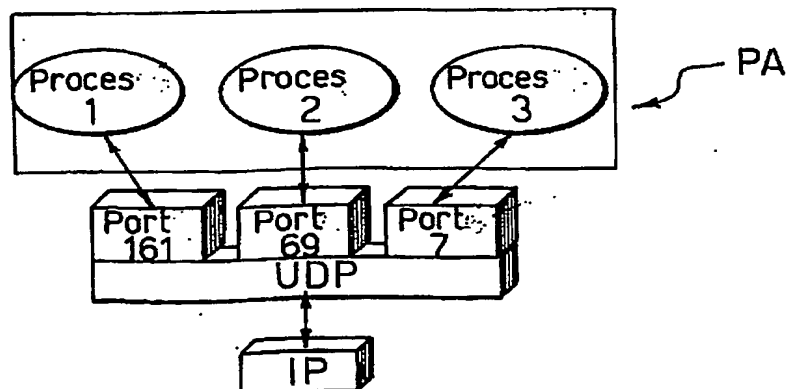 Proces
1
Proces
2
Proces
3
PA
Port
161
Port
69
Port
7
UDP
IP